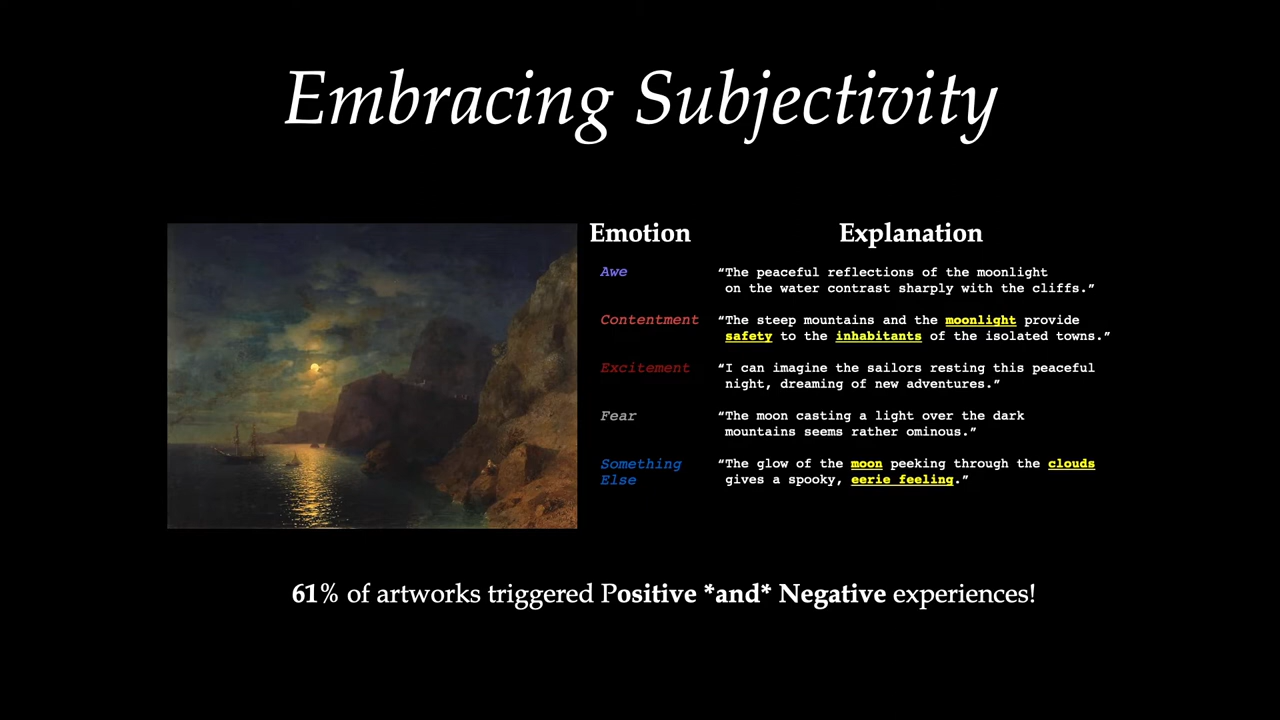 Embracing Subjectivity
Emotion
Explanation
Awe
“The peaceful reflections of the moonlight
on the water contrast sharply with the cliffs.”
Contentment
“The steep mountains and the moonlight provide
safety to the inhabitants of the isolated towns.”
Excitement
“I can imagine the sailors resting this peaceful
night, dreaming of new adventures.”
Fear
“The moon casting a light over the dark
mountains seems rather ominous.”
Something
Else
“The glow of the moon peeking through the clouds
gives a spooky, eerie feeling.”
61% of artworks triggered Positive *and* Negative experiences!